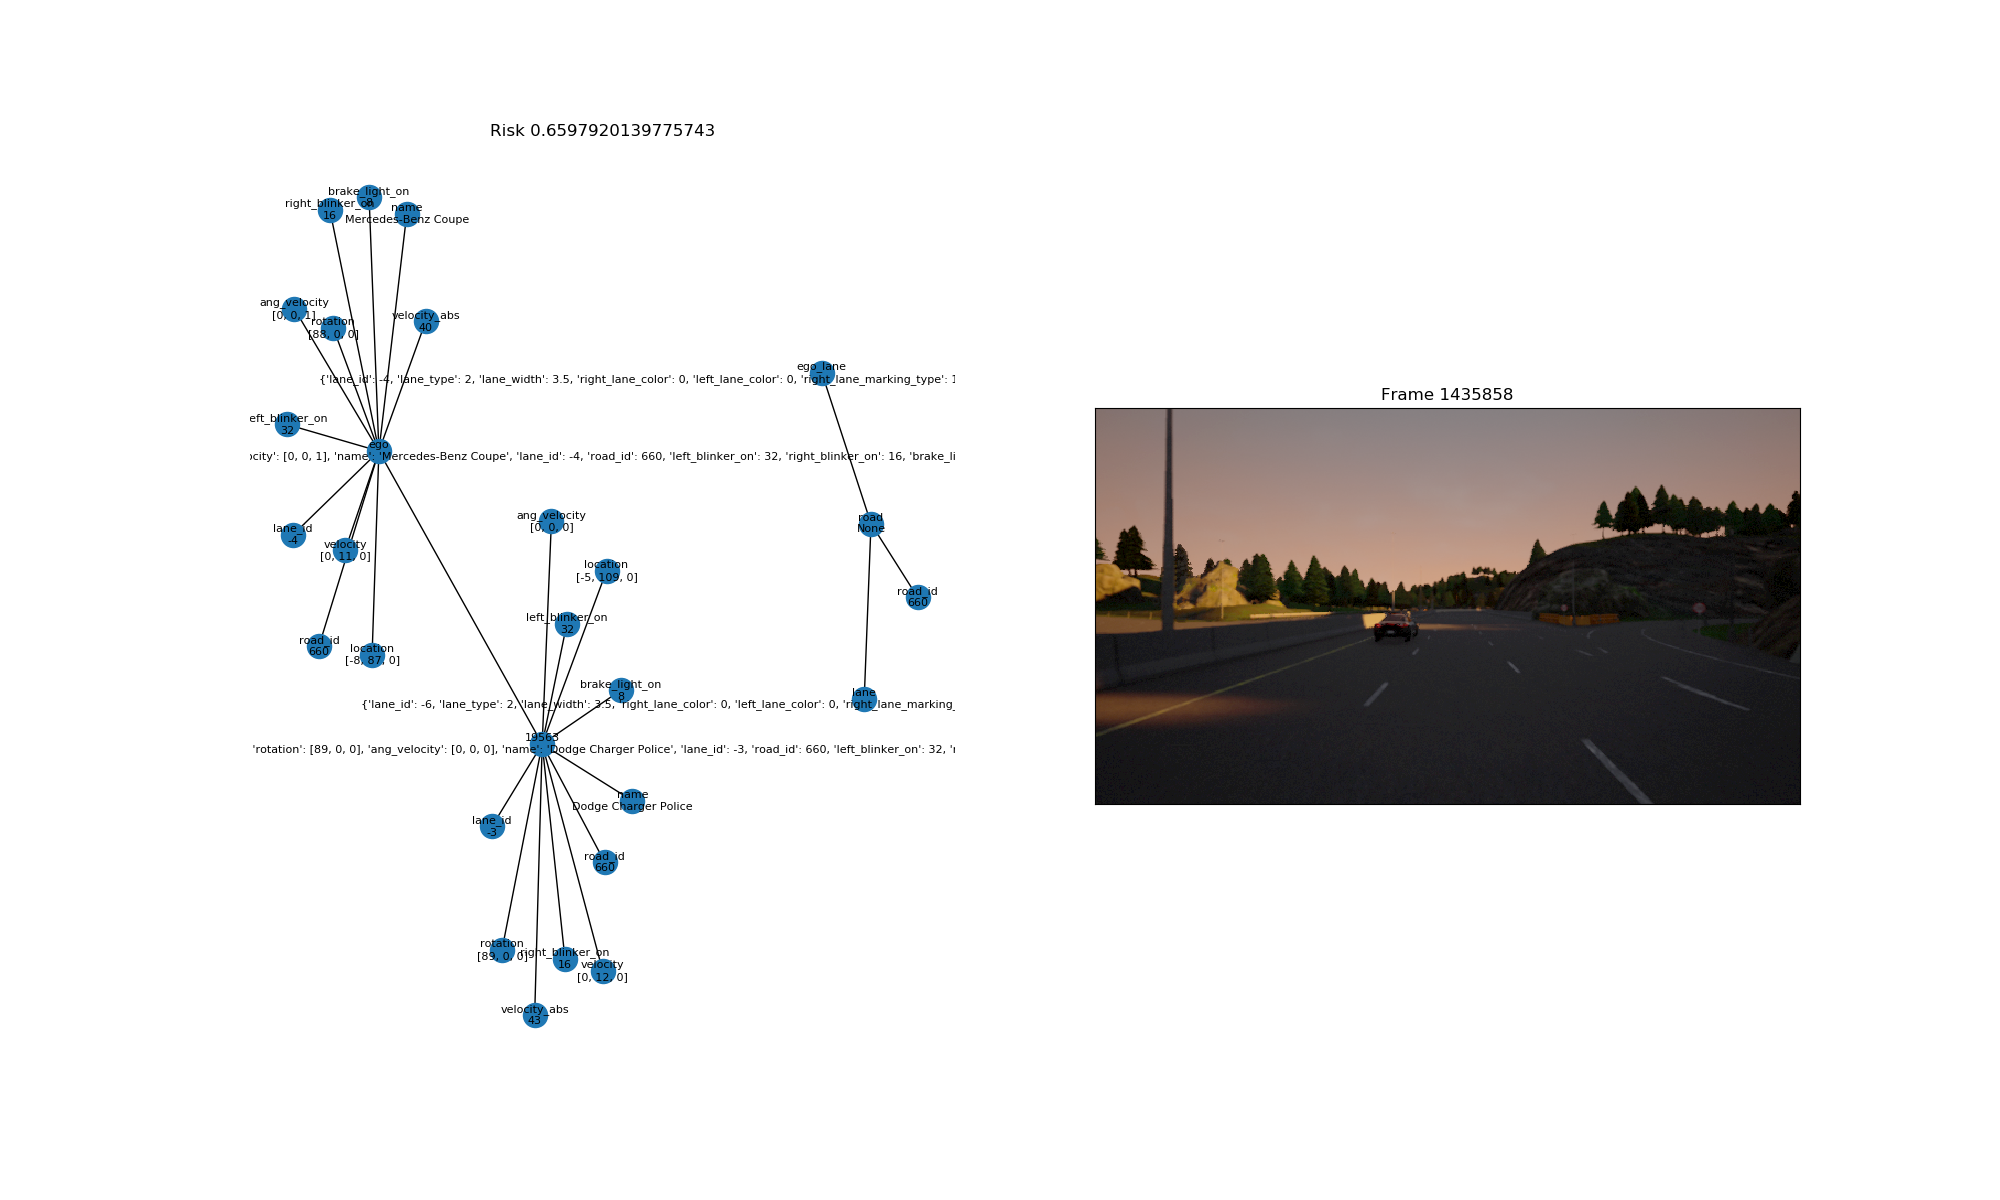 Risk 0.6597920139775743
brake_light_on
8
right_blinker_on
16
name
Mercedes-Benz Coupe
ang_velocity
[0, 0, 1]
rotation
[88, 0, 0]
velocity_abs
40
ego_lane
{'lane_id': -4, 'lane_type': 2, 'lane_width': 3.5, 'right_lane_color': 0, 'left_lane_color': 0, 'right_lane_marking_type': 1
eft_blinker_on
32
ego
ocity': [0, 0, 1], 'name': 'Mercedes-Benz Coupe', 'lane_id': -4, 'road_id': 660, 'left_blinker_on': 32, 'right_blinker_on': 16, 'brake_li
lane_id
-4
velocity
[0, 11, 0]
ang_velocity
[0, 0, 0]
road
None
location
[-5, 109, 0]
road_id
660
left_blinker_on
32
road_id
660
location
[-8, 87, 0]
brake_light_on
8
lane
{'lane_id': -6, 'lane_type': 2, 'lane_width': 3.5, 'right_lane_color': 0, 'left_lane_color': 0, 'right_lane_marking_
19563
'rotation': [89, 0, 0], 'ang_velocity': [0, 0, 0], 'name': 'Dodge Charger Police', 'lane_id': -3, 'road_id': 660, 'left_blinker_on': 32, 'r
name
Dodge Charger Police
lane_id
-3
road_id
660
rotation
[89, 0, 0]
right_blinker_on
16
velocity
[0, 12, 0]
velocity_abs
43
Frame 1435858